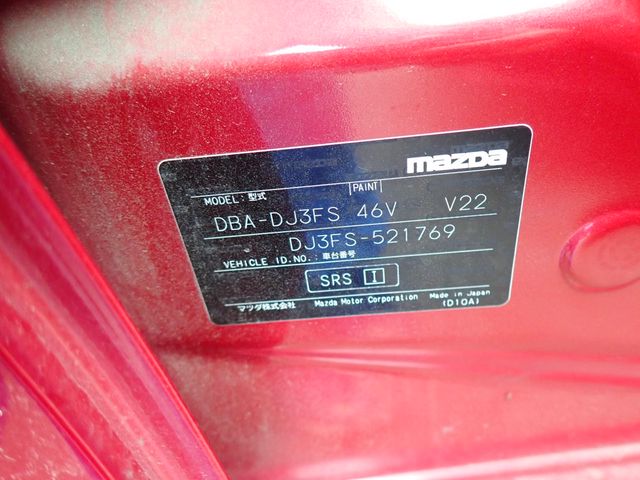 mazda
MODEL: 型式 PAINT
DBA-DJ3FS 46V V22
DJ3FS-521769
VEHICLE ID.NO.: 車台番号
SRS I
マツダ株式会社 Mazda Motor Corporation Made in Japan
(D10A)